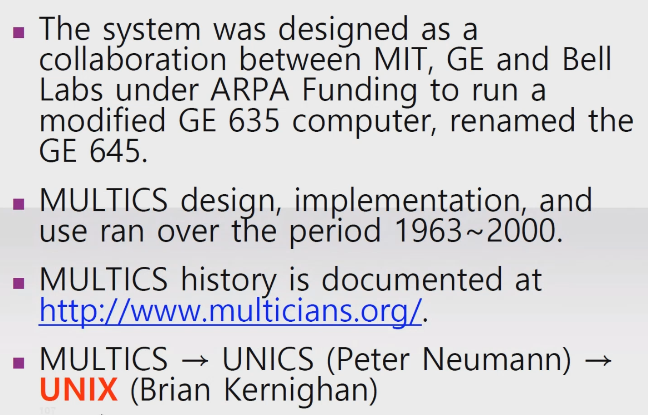 The system was designed as a
collaboration between MIT, GE and Bell
Labs under ARPA Funding to run a
modified GE 635 computer, renamed the
GE 645.
MULTICS design, implementation, and
use ran over the period 1963~2000.
MULTICS history is documented at
http://www.multicians.org/.
MULTICS → UNICS (Peter Neumann) →
UNIX (Brian Kernighan)